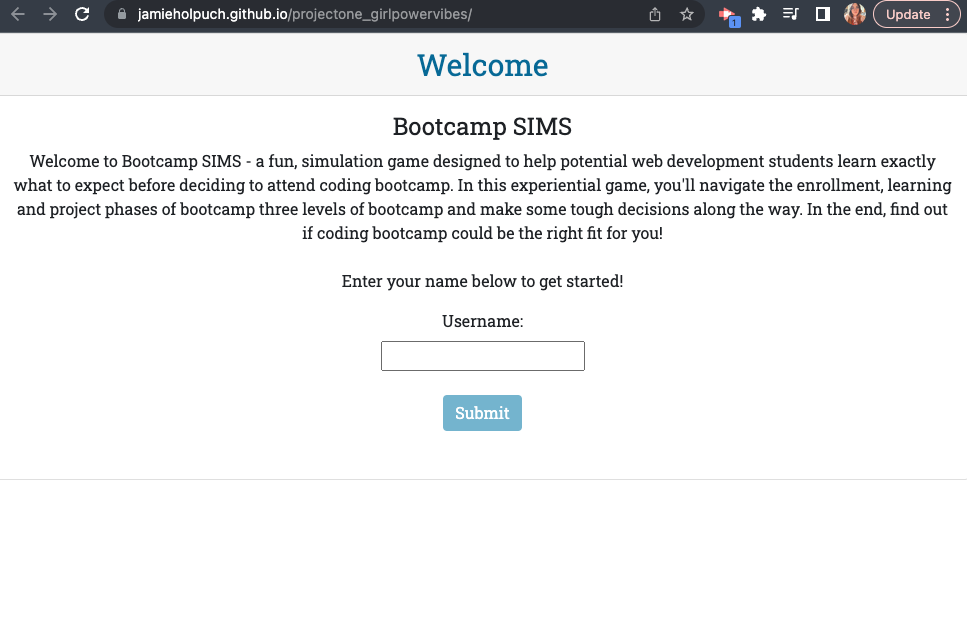 jamieholpuch.github.io/projectone_girlpowervibes/
1
Update
Welcome
Bootcamp SIMS
Welcome to Bootcamp SIMS - a fun, simulation game designed to help potential web development students learn exactly
what to expect before deciding to attend coding bootcamp. In this experiential game, you'll navigate the enrollment, learning
and project phases of bootcamp three levels of bootcamp and make some tough decisions along the way. In the end, find out
if coding bootcamp could be the right fit for you!
Enter your name below to get started!
Username:
Submit